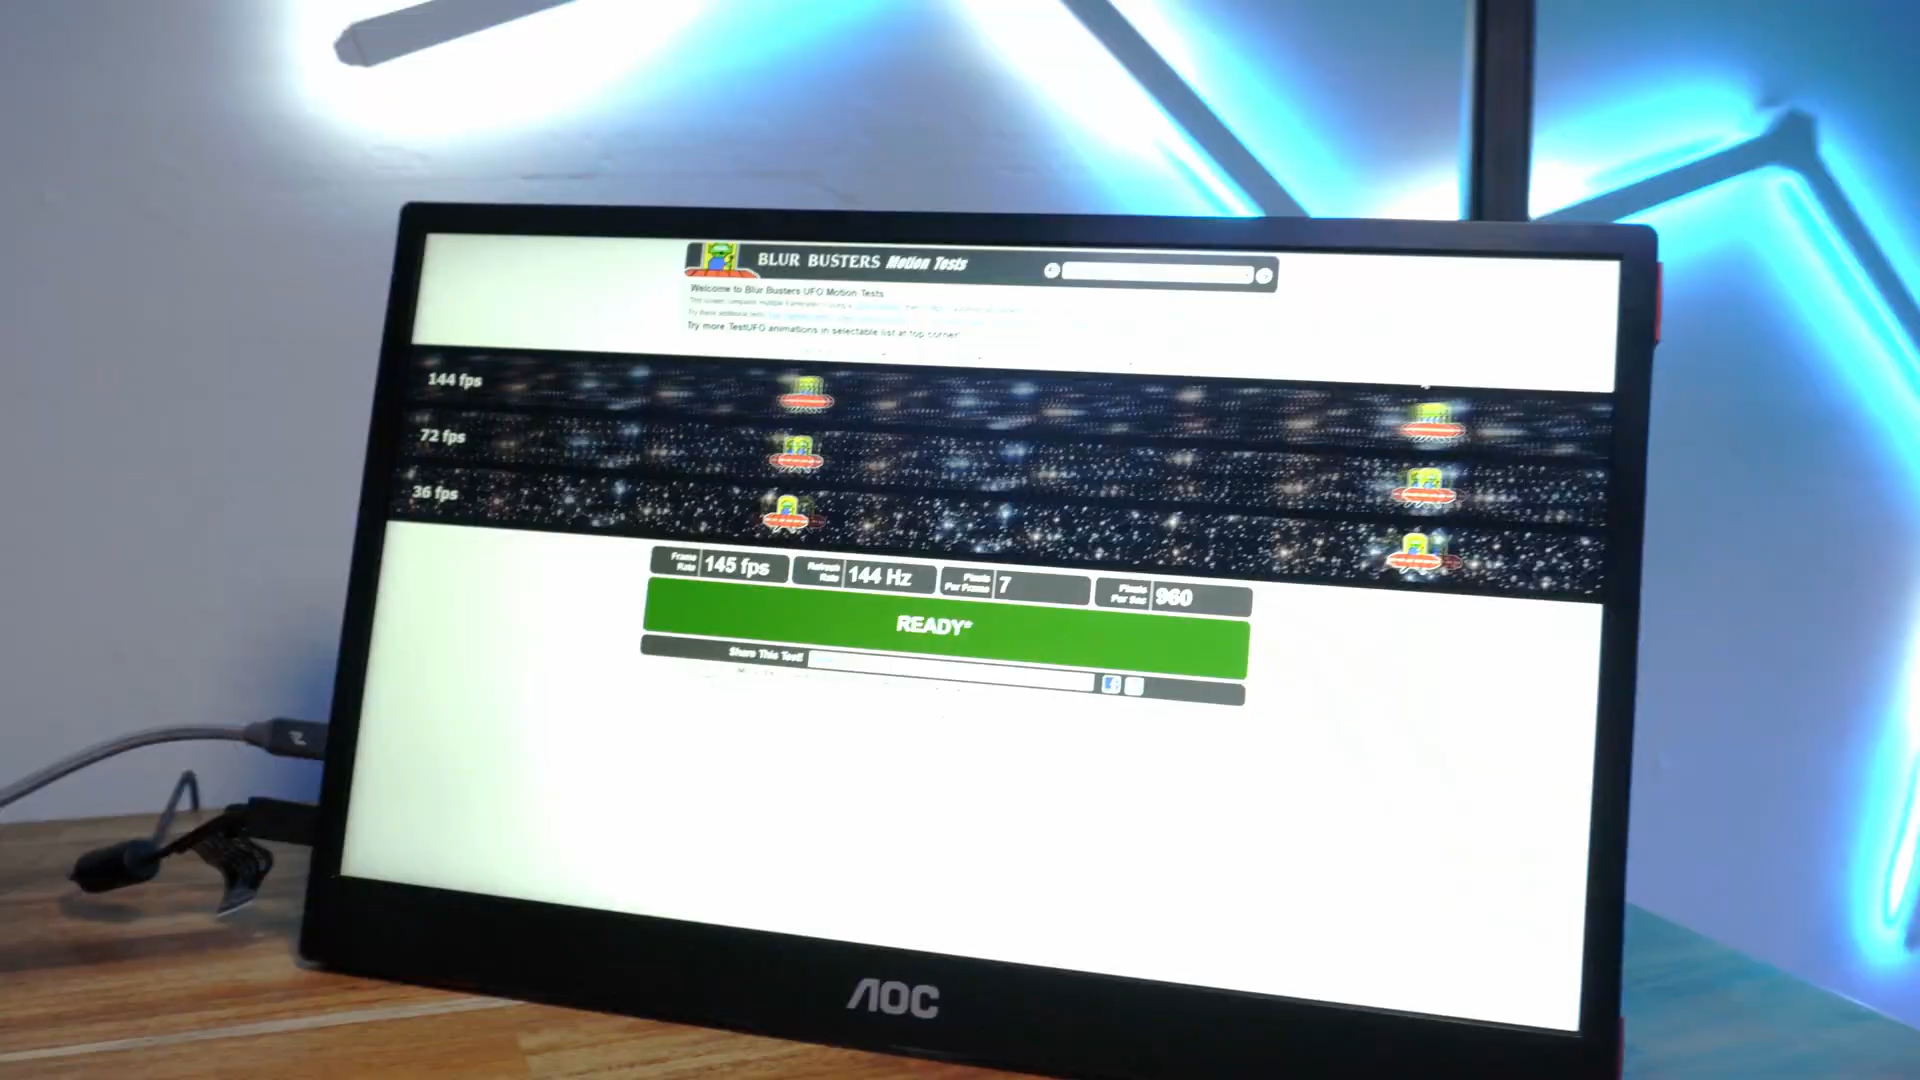 BLUR BUSTERS Motion Tests
Welcome to Blur Busters UFO Motion Tests
Try more TestUFO animations in selectable list at top corner!
144 fps
72 fps
36 fps
Frame Rate 145 fps
Refresh Rate 144 Hz
Pixels Per Frame 7
Pixels Per Sec 960
READY*
Share This Test!
AOC